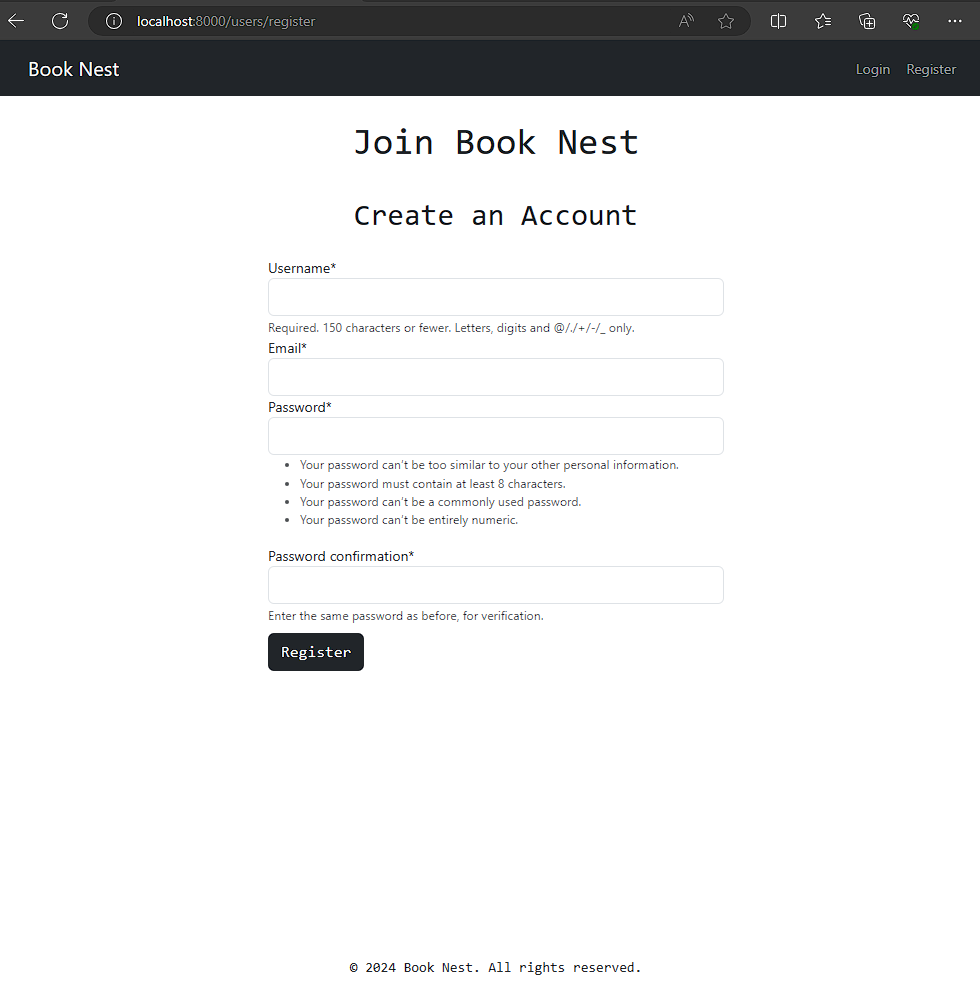 localhost:8000/users/register
Book Nest Login Register
Join Book Nest
Create an Account
Username*
Required. 150 characters or fewer. Letters, digits and @/./+/-/_ only.
Email*
Password*
• Your password can't be too similar to your other personal information.
• Your password must contain at least 8 characters.
• Your password can't be a commonly used password.
• Your password can't be entirely numeric.
Password confirmation*
Enter the same password as before, for verification.
Register
© 2024 Book Nest. All rights reserved.